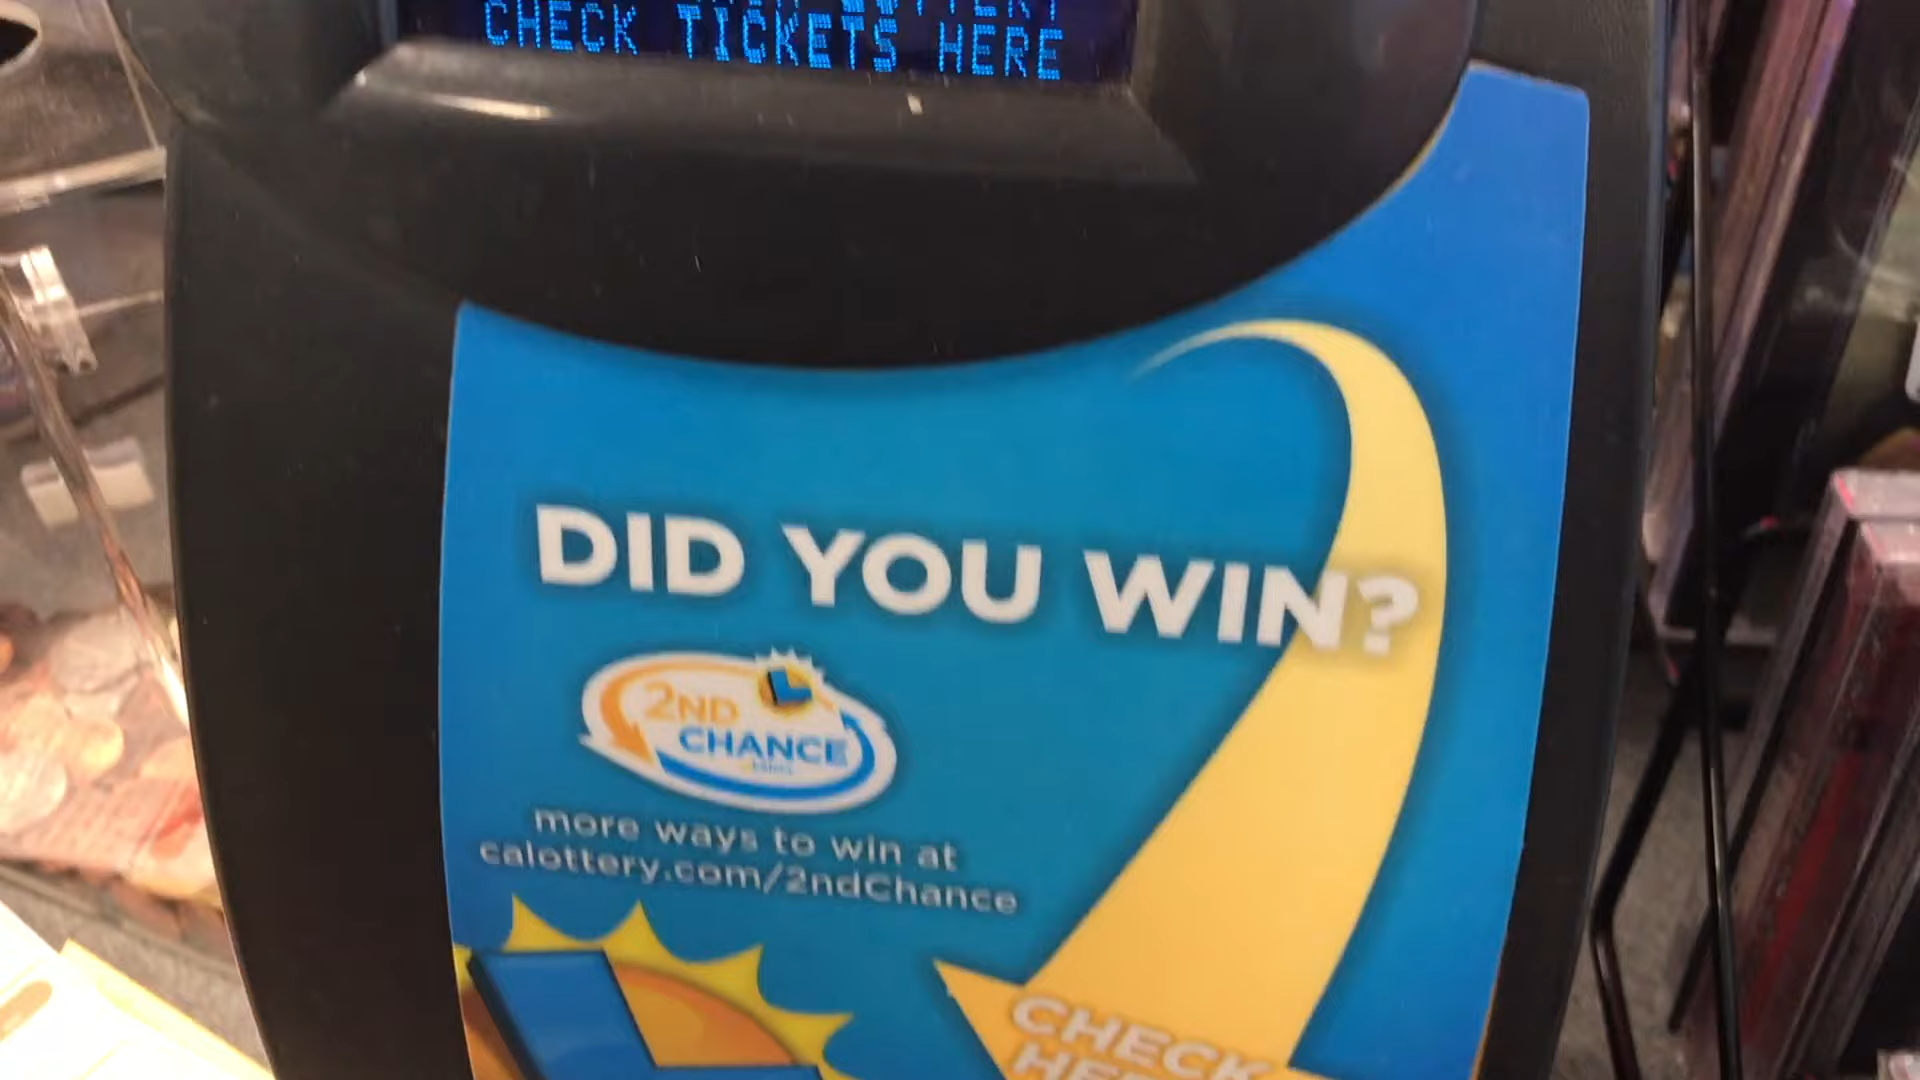 CHECK TICKETS HERE
DID YOU WIN?
2ND
CHANCE
more ways to win at
calottery.com/2ndChance
CHECK